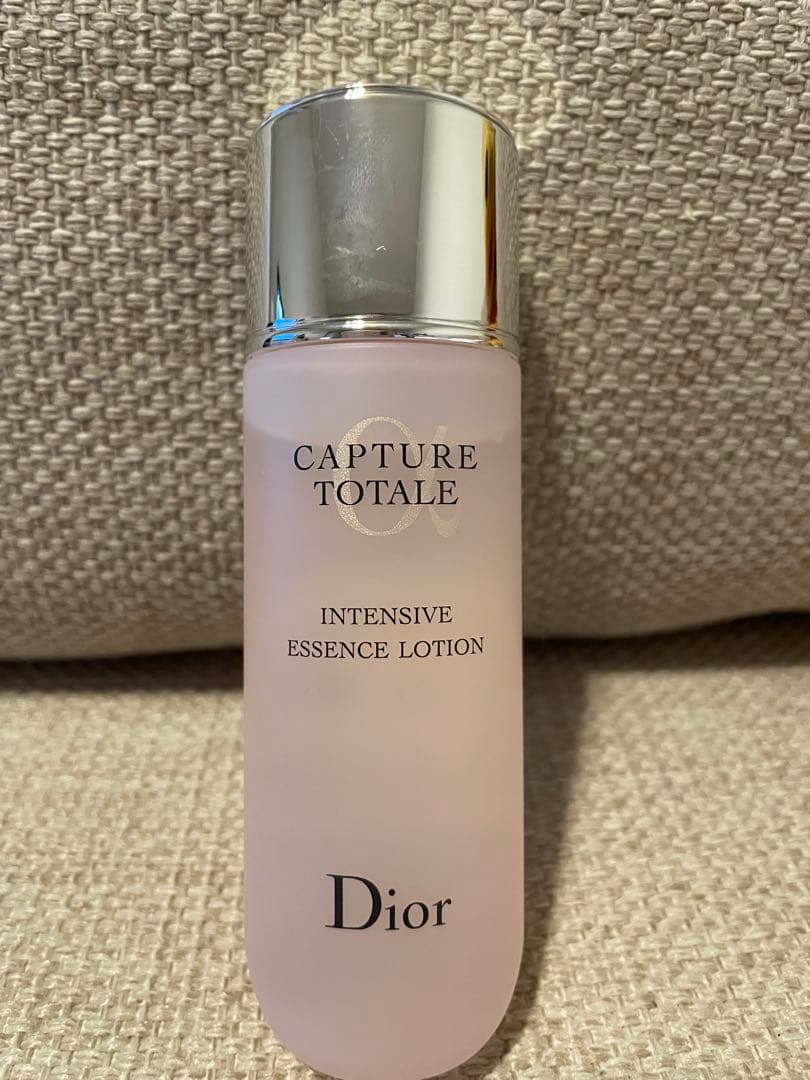 CAPTURE
TOTALE
INTENSIVE
ESSENCE LOTION
Dior